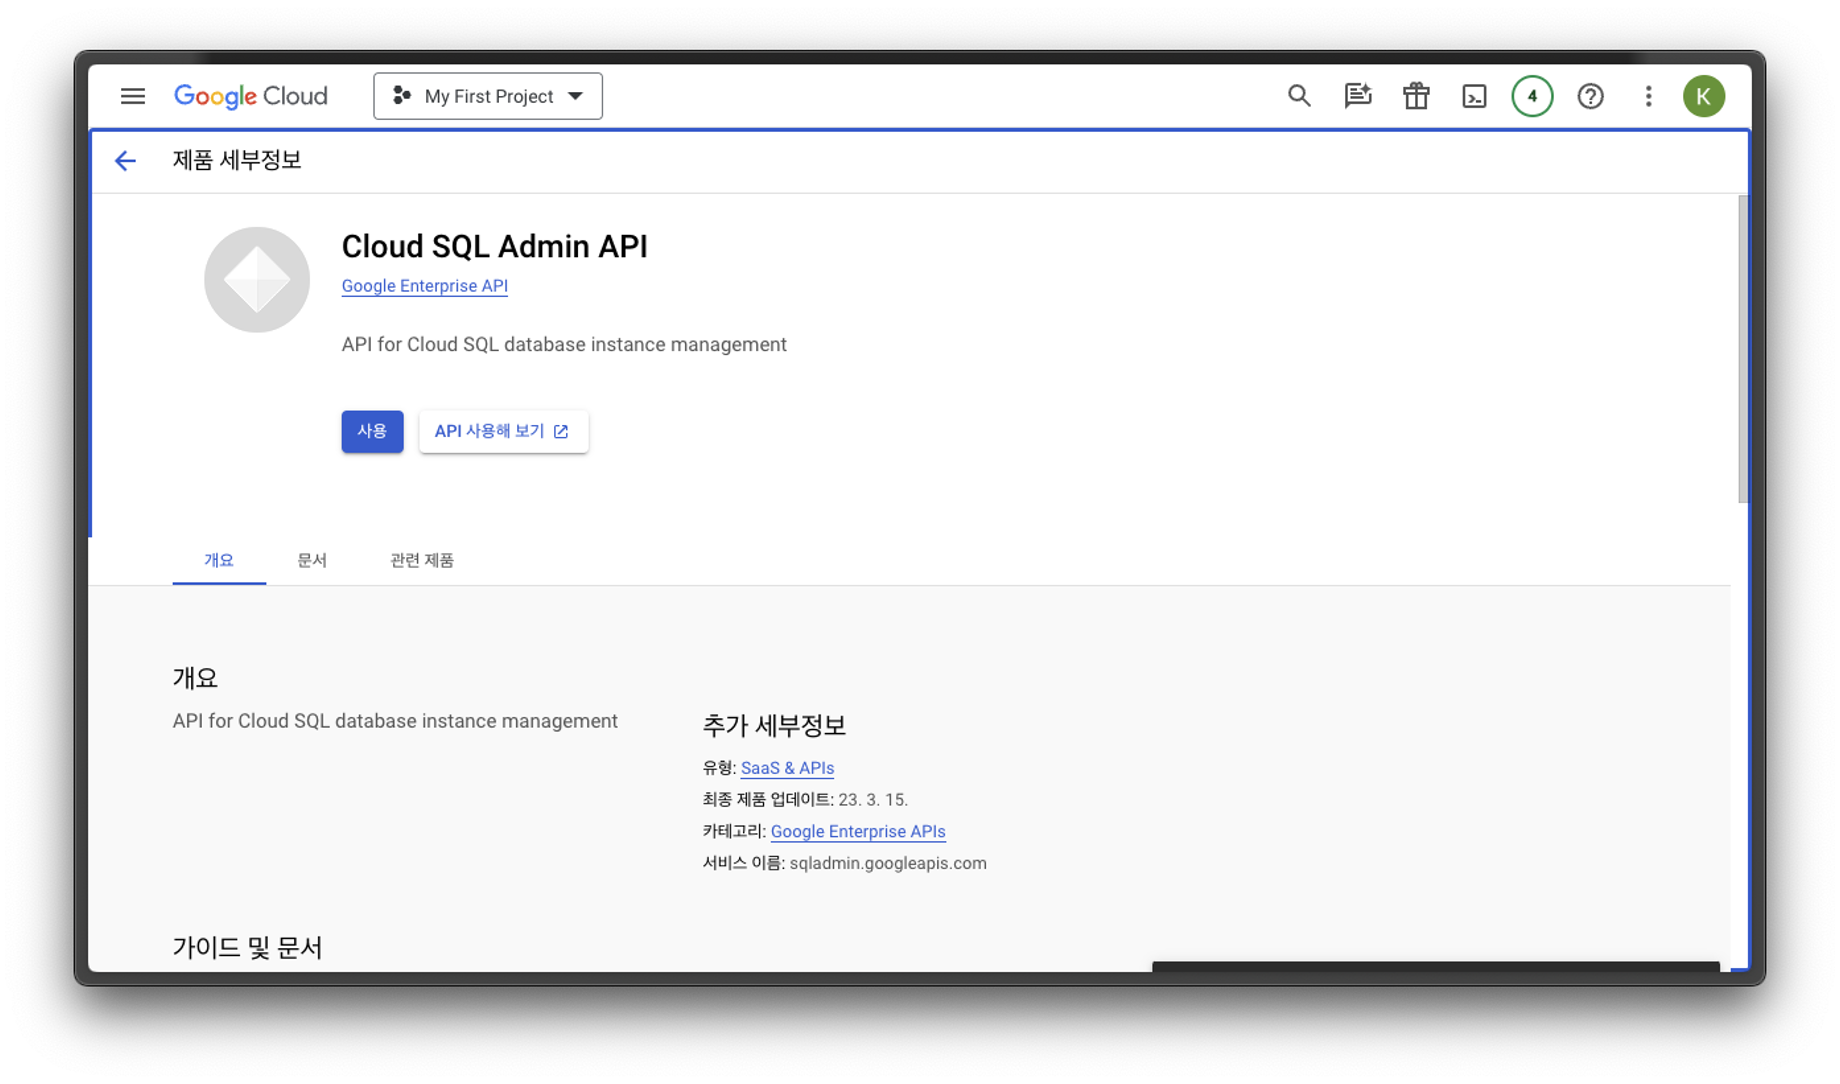 Google Cloud
My First Project
4
K
제품 세부정보
Cloud SQL Admin API
Google Enterprise API
API for Cloud SQL database instance management
사용
API 사용해 보기
개요
문서
관련 제품
개요
API for Cloud SQL database instance management
추가 세부정보
유형: SaaS & APIs
최종 제품 업데이트: 23. 3. 15.
카테고리: Google Enterprise APIs
서비스 이름: sqladmin.googleapis.com
가이드 및 문서